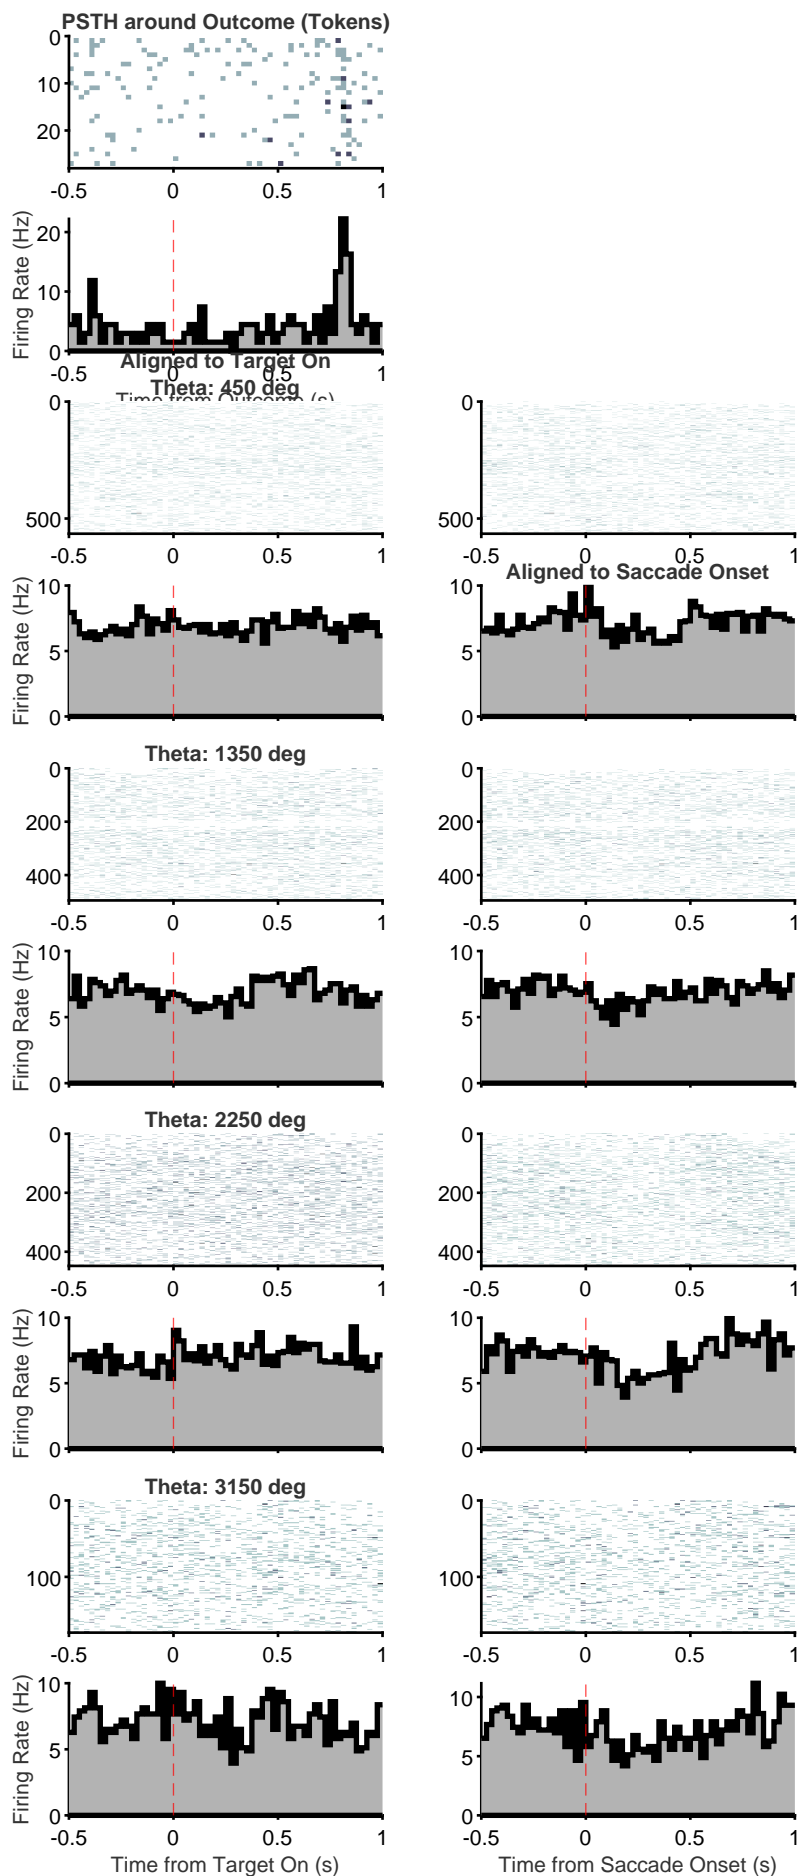 PSTH around Outcome (Tokens)
0
10
20
-0.5 0 0.5 1
Firing Rate (Hz)
20
10
0
-0.5 0 0.5 1
Time from Outcome (s)
Aligned to Target On
Theta: 450 deg
0
500
-0.5 0 0.5 1
0
500
-0.5 0 0.5 1
Firing Rate (Hz)
10
5
0
Aligned to Saccade Onset
10
5
0
Theta: 1350 deg
0
200
400
-0.5 0 0.5 1
0
200
400
-0.5 0 0.5 1
Firing Rate (Hz)
10
5
0
10
5
0
Theta: 2250 deg
0
200
400
-0.5 0 0.5 1
0
200
400
-0.5 0 0.5 1
Firing Rate (Hz)
10
5
0
10
5
0
Theta: 3150 deg
0
100
-0.5 0 0.5 1
0
100
-0.5 0 0.5 1
Firing Rate (Hz)
10
5
0
-0.5 0 0.5 1
Time from Target On (s)
10
5
0
-0.5 0 0.5 1
Time from Saccade Onset (s)